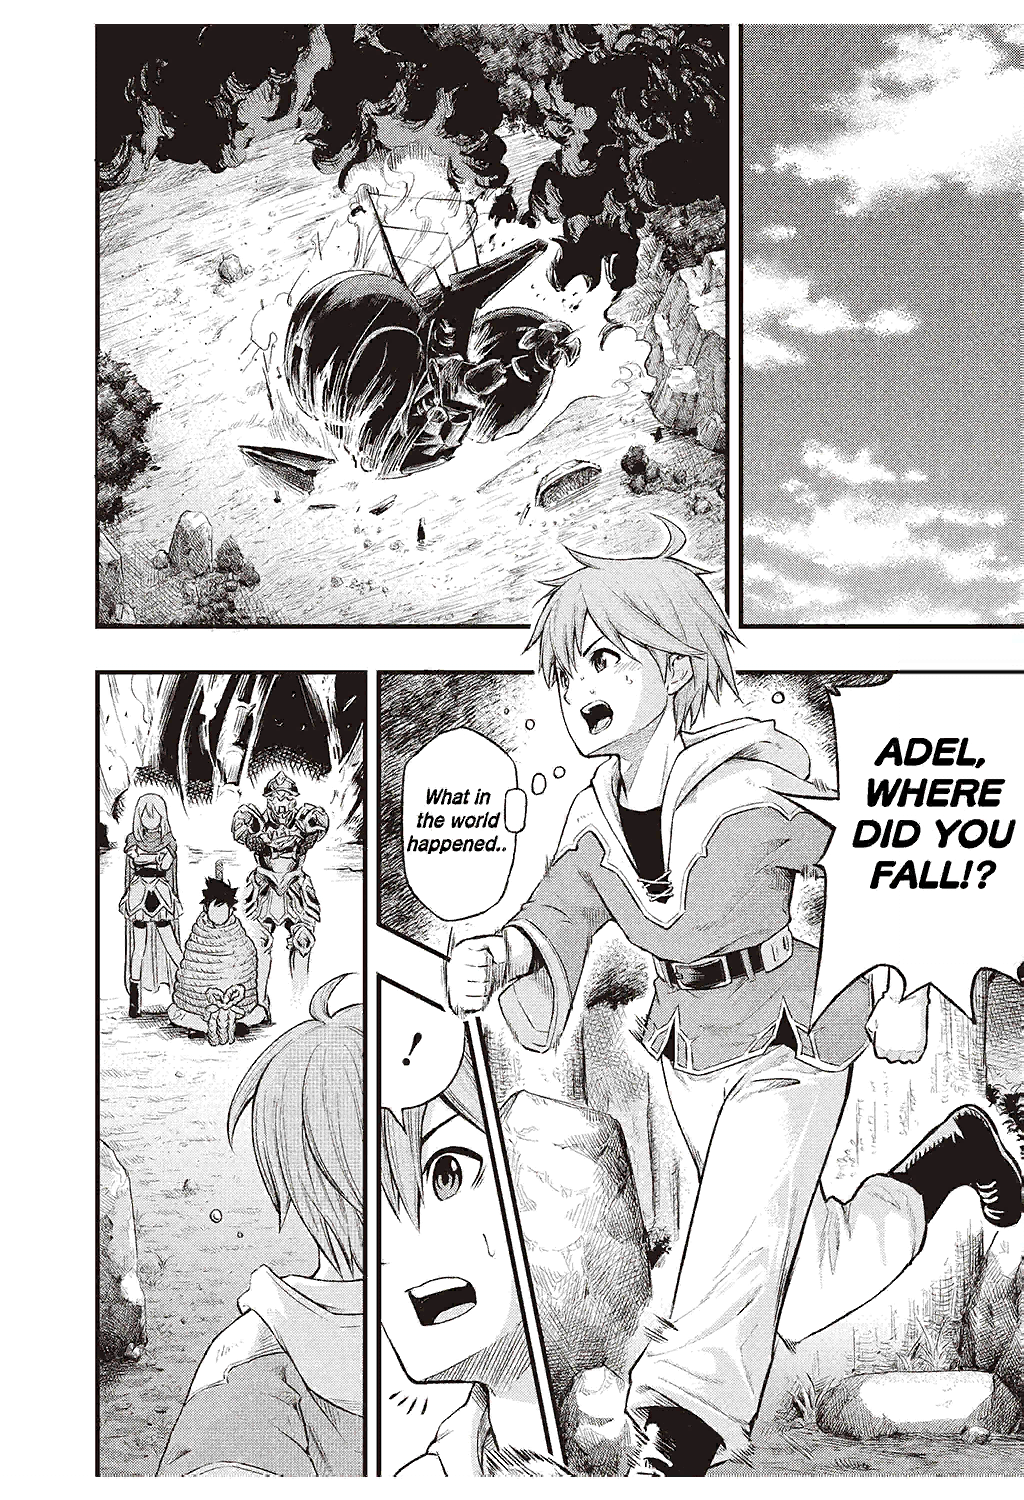 ADEL,
WHERE
DID YOU
FALL!?
What in
the world
happened..
!